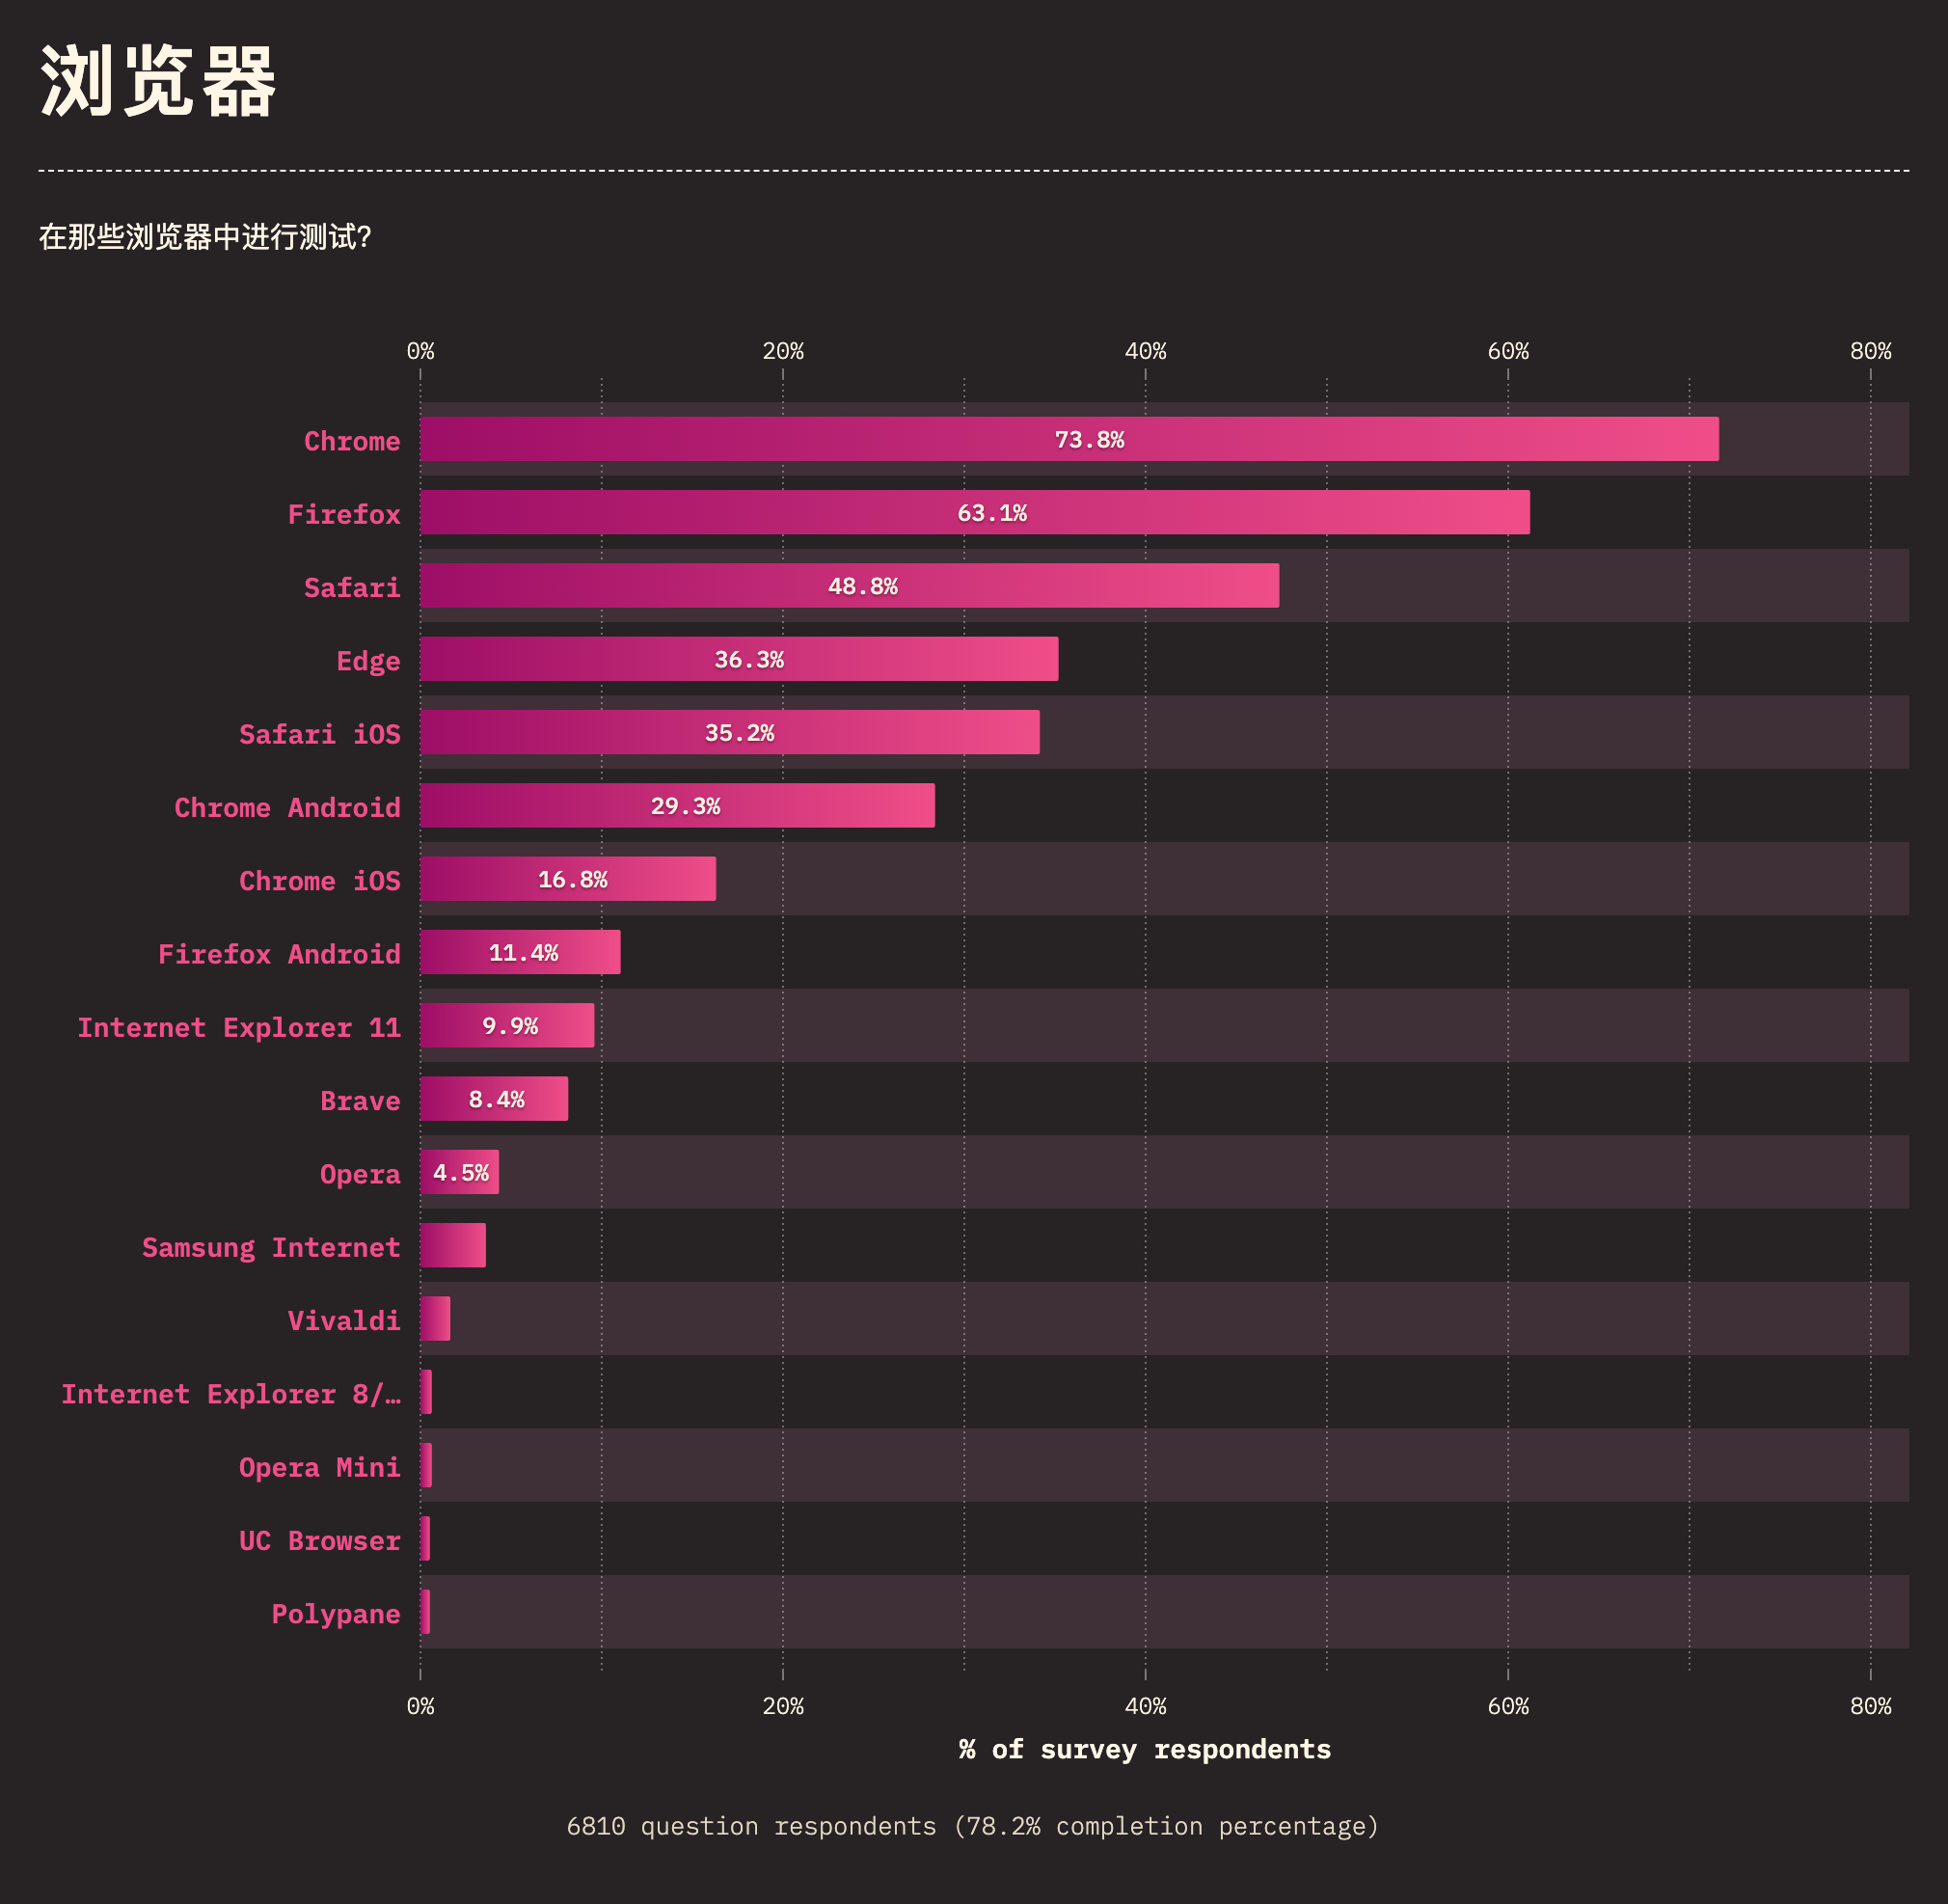 浏览器
在那些浏览器中进行测试？
0% 20% 40% 60% 80%
Chrome 73.8%
Firefox 63.1%
Safari 48.8%
Edge 36.3%
Safari iOS 35.2%
Chrome Android 29.3%
Chrome iOS 16.8%
Firefox Android 11.4%
Internet Explorer 11 9.9%
Brave 8.4%
Opera 4.5%
Samsung Internet
Vivaldi
Internet Explorer 8/…
Opera Mini
UC Browser
Polypane
0% 20% 40% 60% 80%
% of survey respondents
6810 question respondents (78.2% completion percentage)